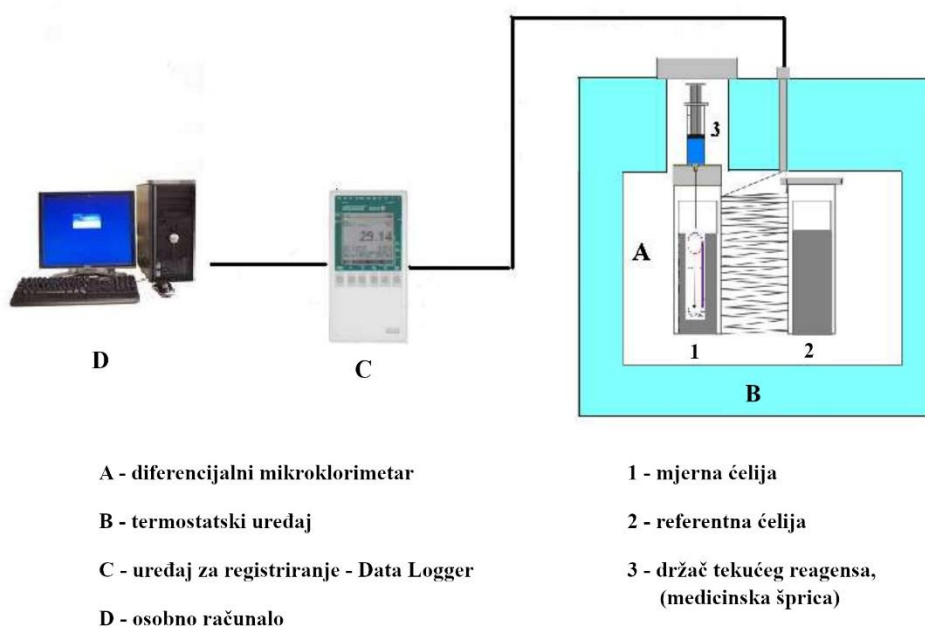 3
A
1
2
D
C
B
29.14
A - diferencijalni mikroklorimetar
B - termostatski uređaj
C - uređaj za registriranje - Data Logger
D - osobno računalo
1 - mjerna ćelija
2 - referentna ćelija
3 - držač tekućeg reagensa,
(medicinska šprica)